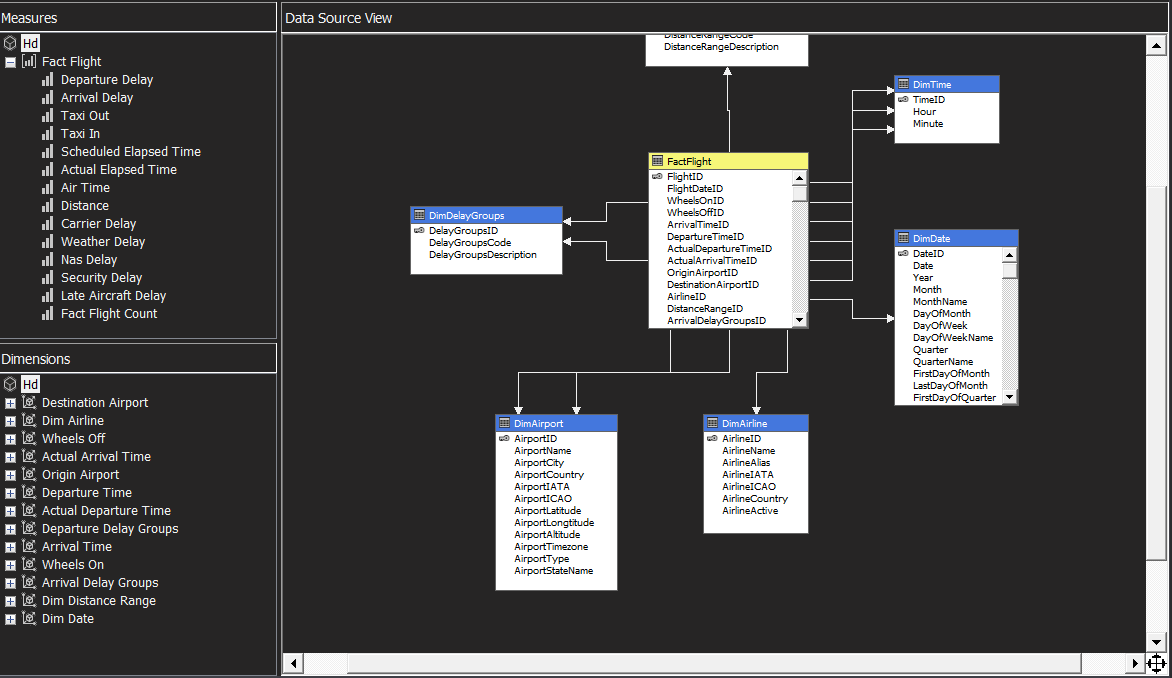 Measures
Hd
Fact Flight
Departure Delay
Arrival Delay
Taxi Out
Taxi In
Scheduled Elapsed Time
Actual Elapsed Time
Air Time
Distance
Carrier Delay
Weather Delay
Nas Delay
Security Delay
Late Aircraft Delay
Fact Flight Count
Dimensions
Hd
Destination Airport
Dim Airline
Wheels Off
Actual Arrival Time
Origin Airport
Departure Time
Actual Departure Time
Departure Delay Groups
Arrival Time
Wheels On
Arrival Delay Groups
Dim Distance Range
Dim Date
Data Source View
DistanceRangeCode
DistanceRangeDescription
DimTime
TimeID
Hour
Minute
FactFlight
FlightID
FlightDateID
WheelsOnID
WheelsOffID
ArrivalTimeID
DepartureTimeID
ActualDepartureTimeID
ActualArrivalTimeID
OriginAirportID
DestinationAirportID
AirlineID
DistanceRangeID
ArrivalDelayGroupsID
DimDelayGroups
DelayGroupsID
DelayGroupsCode
DelayGroupsDescription
DimDate
DateID
Date
Year
Month
MonthName
DayOfMonth
DayOfWeek
DayOfWeekName
Quarter
QuarterName
FirstDayOfMonth
LastDayOfMonth
FirstDayOfQuarter
DimAirport
AirportID
AirportName
AirportCity
AirportCountry
AirportIATA
AirportICAO
AirportLatitude
AirportLongtitude
AirportAltitude
AirportTimezone
AirportType
AirportStateName
DimAirline
AirlineID
AirlineName
AirlineAlias
AirlineIATA
AirlineICAO
AirlineCountry
AirlineActive